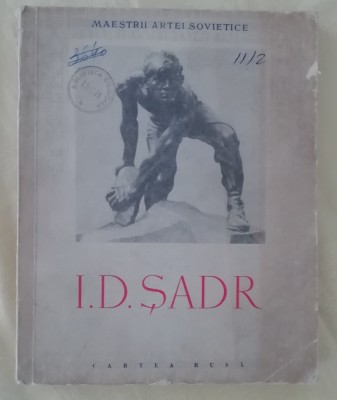 MAEȘTRII ARTEI SOVIETICE
11/2
I.D. ȘADR
CARTEA RUSĂ